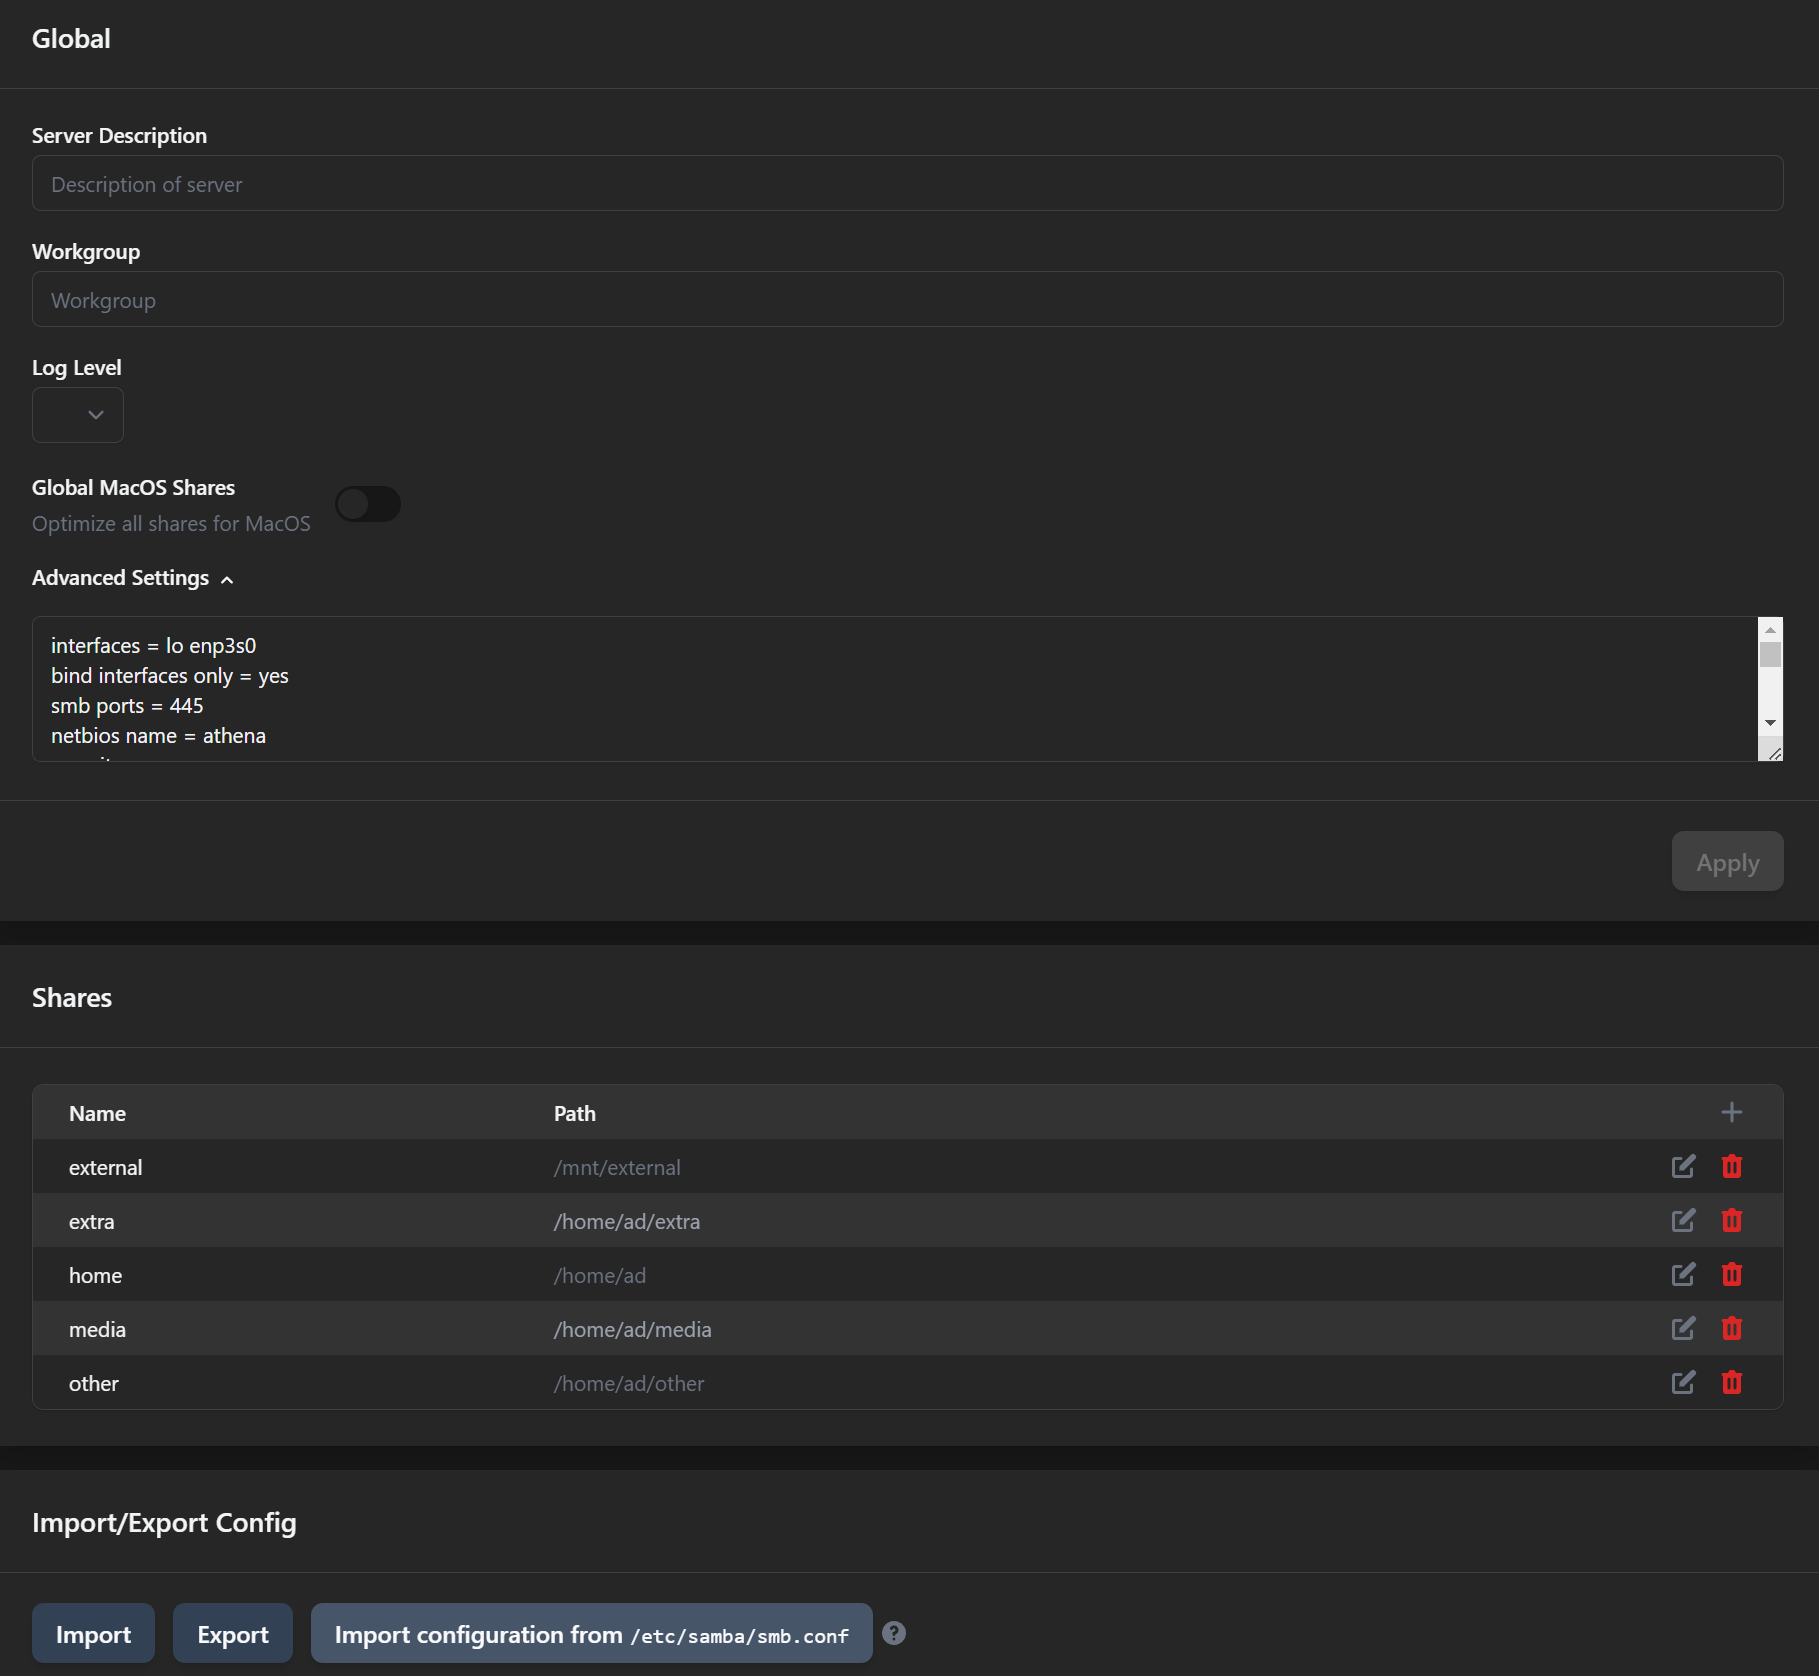 Global
Server Description
Description of server
Workgroup
Workgroup
Log Level
Global MacOS Shares
Optimize all shares for MacOS
Advanced Settings
interfaces = lo enp3s0
bind interfaces only = yes
smb ports = 445
netbios name = athena
Apply
Shares
Name Path
external /mnt/external
extra /home/ad/extra
home /home/ad
media /home/ad/media
other /home/ad/other
Import/Export Config
Import Export Import configuration from /etc/samba/smb.conf ?